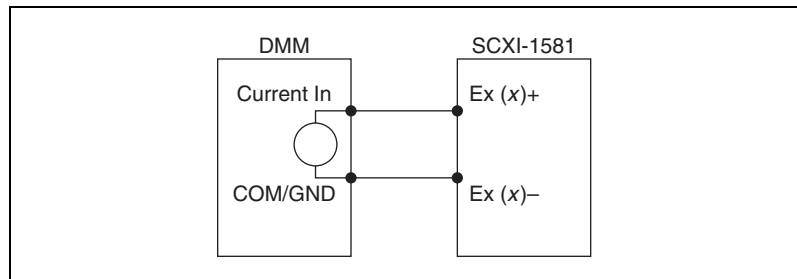 DMM
SCXI-1581
Current In
Ex (x)+
COM/GND
Ex (x)–